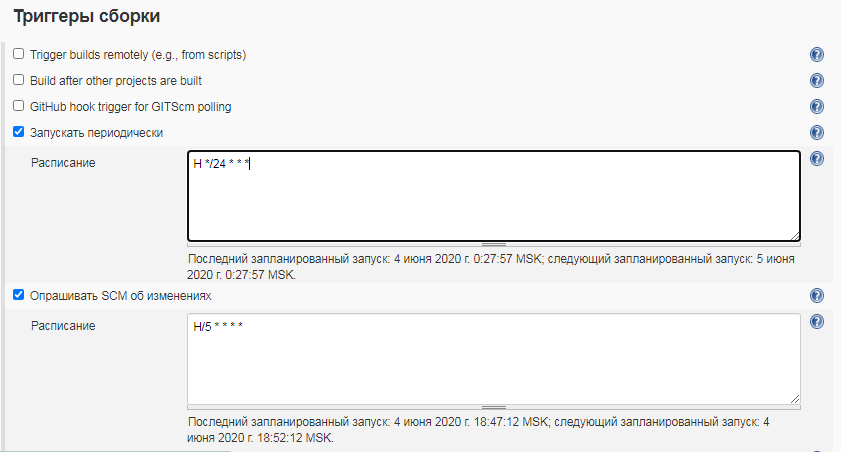 Триггеры сборки
Trigger builds remotely (e.g., from scripts)
Build after other projects are built
GitHub hook trigger for GITScm polling
Запускать периодически
Расписание
H */24 * * *
Последний запланированный запуск: 4 июня 2020 г. 0:27:57 MSK; следующий запланированный запуск: 5 июня
2020 г. 0:27:57 MSK.
Опрашивать SCM об изменениях
Расписание
H/5 * * * *
Последний запланированный запуск: 4 июня 2020 г. 18:47:12 MSK; следующий запланированный запуск: 4
июня 2020 г. 18:52:12 MSK.